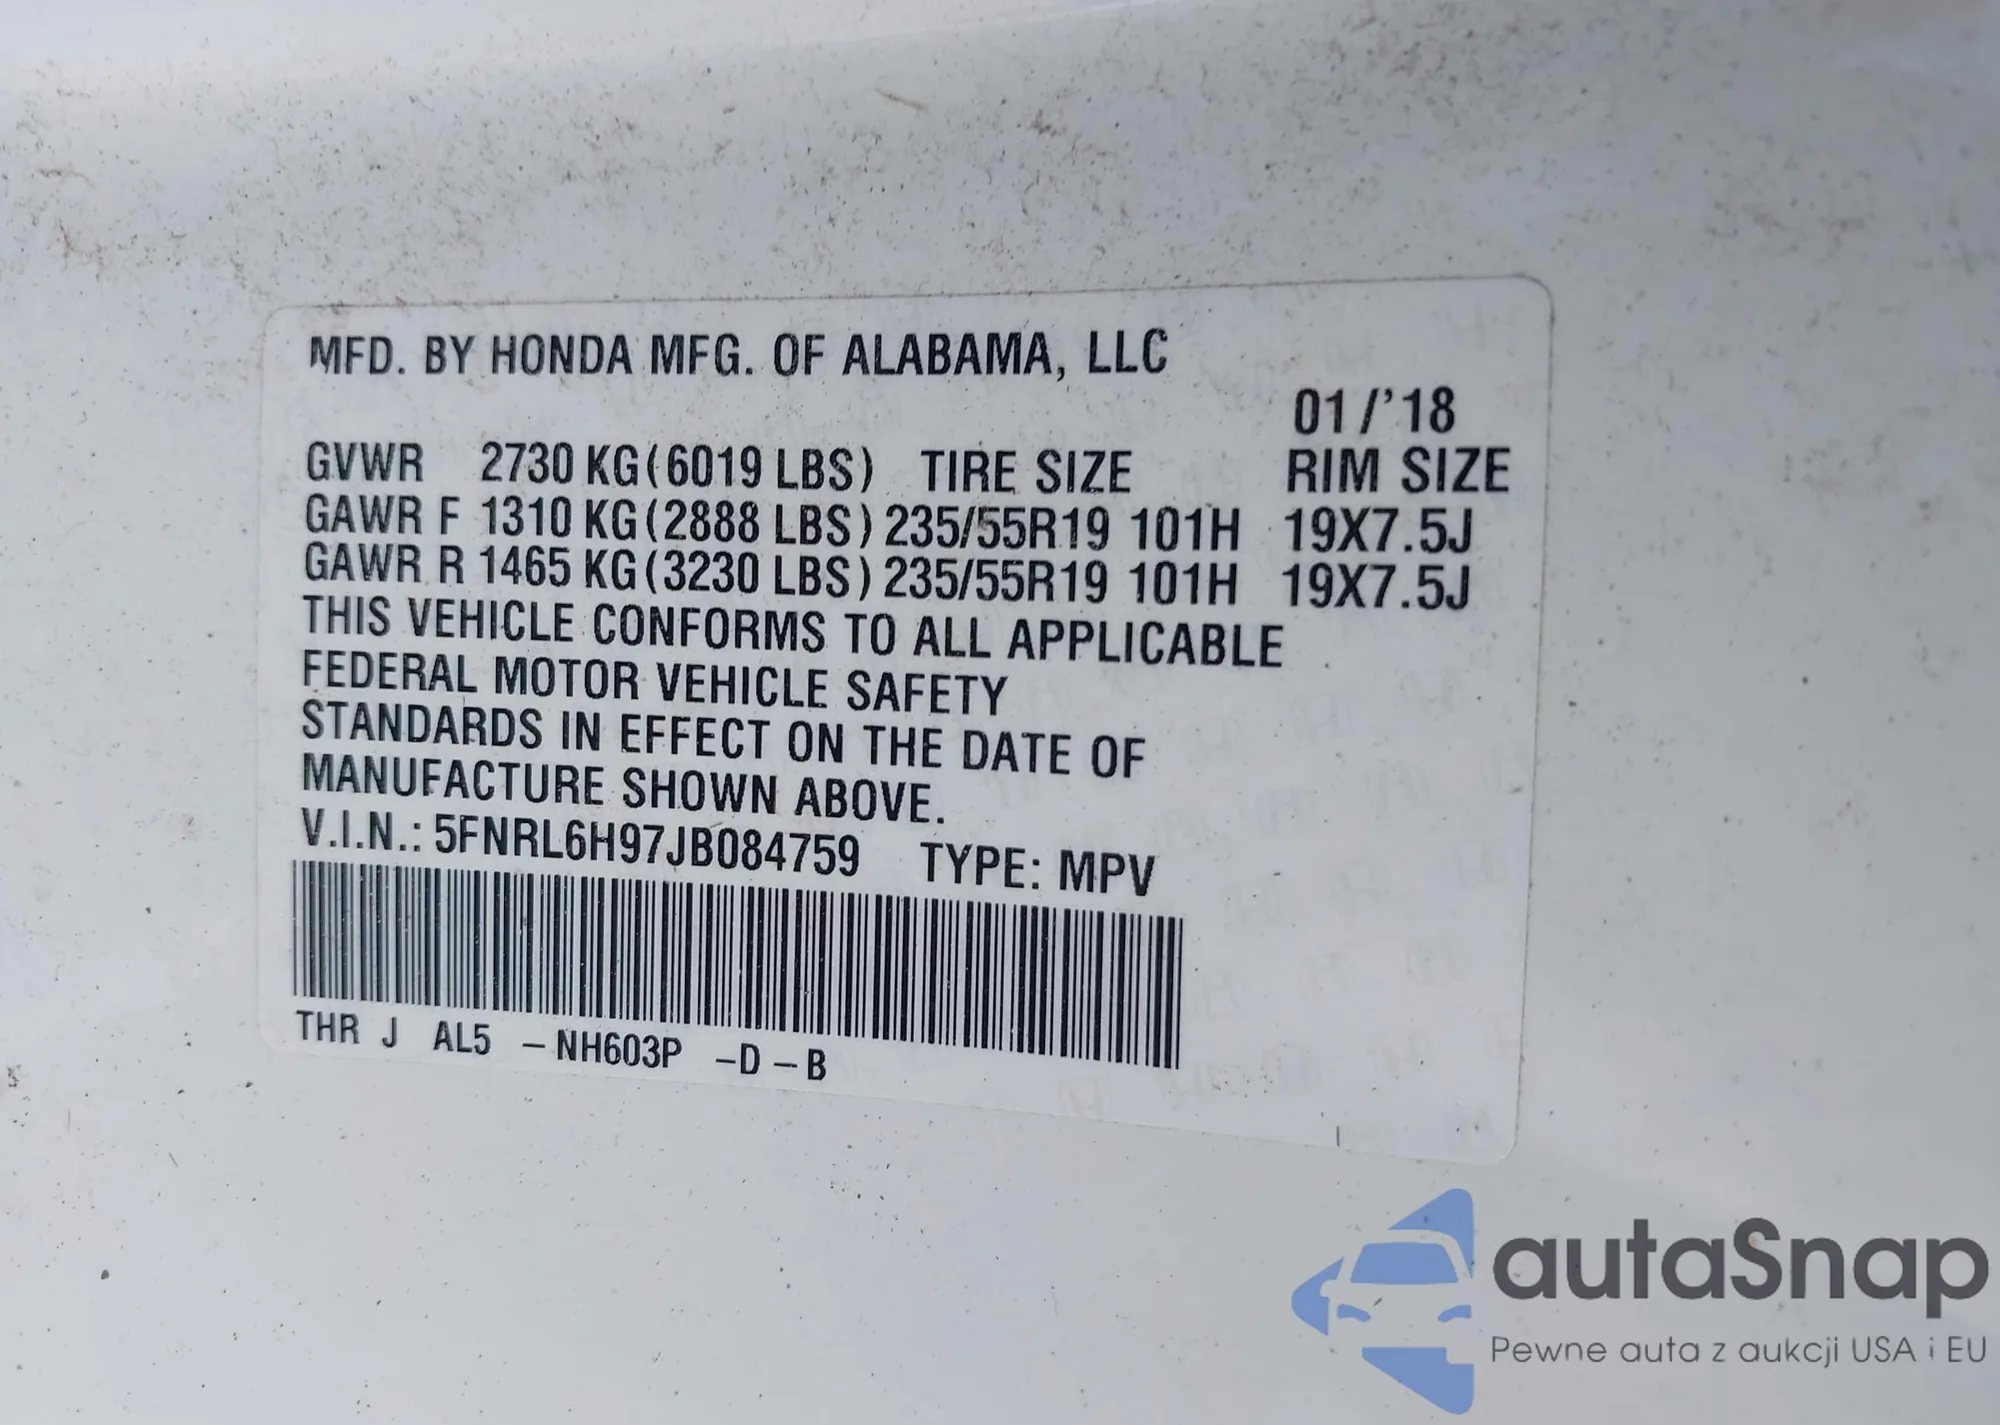 MFD. BY HONDA MFG. OF ALABAMA, LLC
01/'18
GVWR 2730 KG(6019 LBS) TIRE SIZE RIM SIZE
GAWR F 1310 KG(2888 LBS) 235/55R19 101H 19X7.5J
GAWR R 1465 KG(3230 LBS) 235/55R19 101H 19X7.5J
THIS VEHICLE CONFORMS TO ALL APPLICABLE
FEDERAL MOTOR VEHICLE SAFETY
STANDARDS IN EFFECT ON THE DATE OF
MANUFACTURE SHOWN ABOVE.
V.I.N.: 5FNRL6H97JB084759 TYPE: MPV
THR J AL5 -NH603P -D-B
autaSnap
Pewne auta z aukcji USA i EU